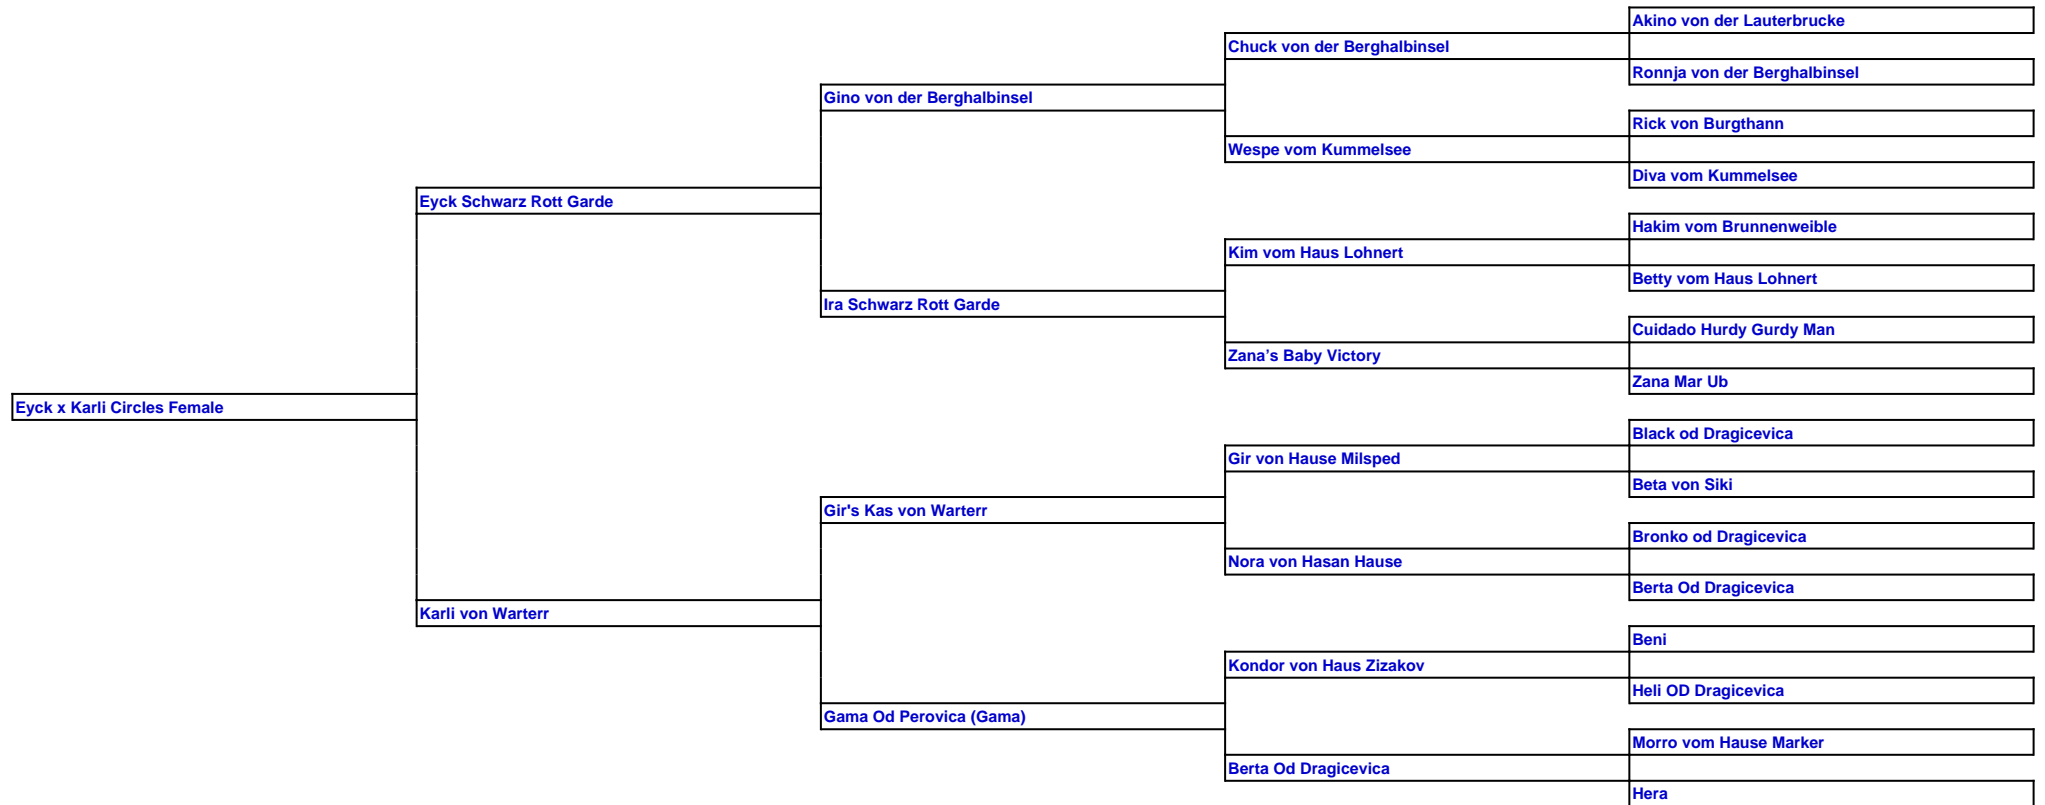 Akino von der Lauterbrucke
Chuck von der Berghalbinsel
Ronnja von der Berghalbinsel
Gino von der Berghalbinsel
Rick von Burgthann
Wespe vom Kummelsee
Diva vom Kummelsee
Eyck Schwarz Rott Garde
Hakim vom Brunnenweible
Kim vom Haus Lohnert
Betty vom Haus Lohnert
Ira Schwarz Rott Garde
Cuidado Hurdy Gurdy Man
Zana’s Baby Victory
Zana Mar Ub
Eyck x Karli Circles Female
Black od Dragicevica
Gir von Hause Milsped
Beta von Siki
Gir's Kas von Warterr
Bronko od Dragicevica
Nora von Hasan Hause
Berta Od Dragicevica
Karli von Warterr
Beni
Kondor von Haus Zizakov
Heli OD Dragicevica
Gama Od Perovica (Gama)
Morro vom Hause Marker
Berta Od Dragicevica
Hera